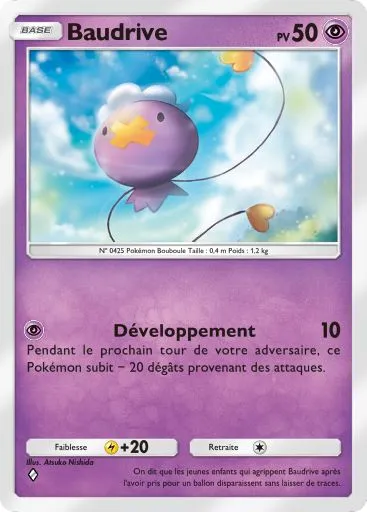 BASE
Baudrive
PV 50
N° 0425 Pokémon Bouboule Taille : 0,4 m Poids : 1,2 kg
Développement 10
Pendant le prochain tour de votre adversaire, ce
Pokémon subit – 20 dégâts provenant des attaques.
Faiblesse +20 Retraite
Illus. Atsuko Nishida
On dit que les jeunes enfants qui agrippent Baudrive après
l'avoir pris pour un ballon disparaissent sans laisser de traces.